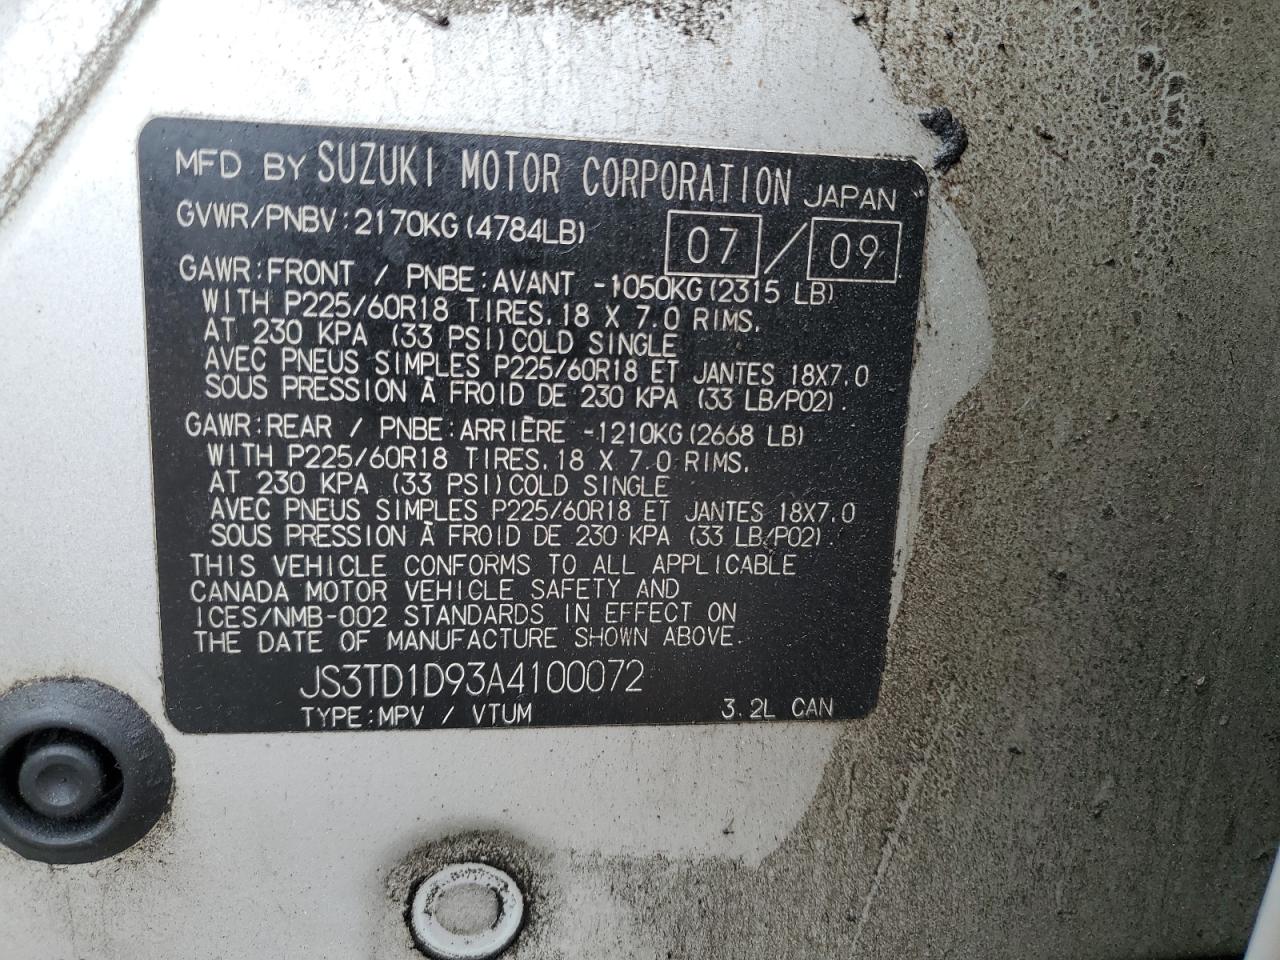 MFD BY SUZUKI MOTOR CORPORATION JAPAN
GVWR/PNBV:2170KG(4784LB) 07 / 09
GAWR:FRONT / PNBE:AVANT -1050KG(2315 LB)
WITH P225/60R18 TIRES.18 X 7.0 RIMS.
AT 230 KPA (33 PSI)COLD SINGLE
AVEC PNEUS SIMPLES P225/60R18 ET JANTES 18X7.0
SOUS PRESSION À FROID DE 230 KPA (33 LB/PO2).
GAWR:REAR / PNBE:ARRIÈRE -1210KG(2668 LB)
WITH P225/60R18 TIRES.18 X 7.0 RIMS.
AT 230 KPA (33 PSI)COLD SINGLE
AVEC PNEUS SIMPLES P225/60R18 ET JANTES 18X7.0
SOUS PRESSION À FROID DE 230 KPA (33 LB/PO2).
THIS VEHICLE CONFORMS TO ALL APPLICABLE
CANADA MOTOR VEHICLE SAFETY AND
ICES/NMB-002 STANDARDS IN EFFECT ON
THE DATE OF MANUFACTURE SHOWN ABOVE.
JS3TD1D93A4100072
TYPE:MPV / VTUM 3.2L CAN